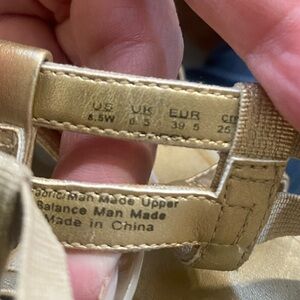 US UK EUR
8.5W 6.5 39.5 25
Fabric/Man Made Upper
Balance Man Made
Made in China